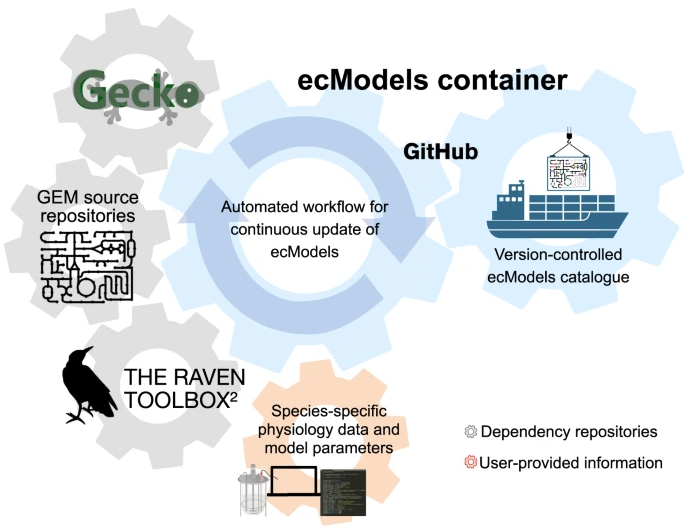 Gecko
ecModels container
GitHub
GEM source
repositories
Automated workflow for
continuous update of
ecModels
Version-controlled
ecModels catalogue
THE RAVEN
TOOLBOX²
Species-specific
physiology data and
model parameters
Dependency repositories
User-provided information